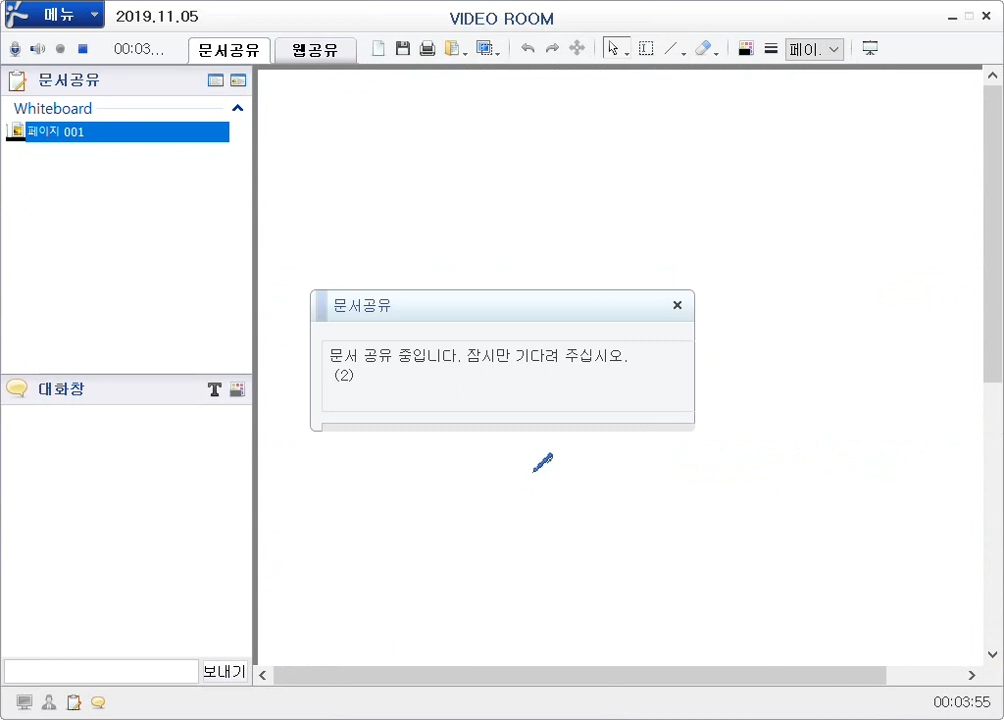 메뉴
2019.11.05
VIDEO ROOM
00:03...
문서공유
웹공유
페이.
문서공유
Whiteboard
페이지 001
문서공유
문서 공유 중입니다. 잠시만 기다려 주십시오.
(2)
대화창
T
보내기
00:03:55